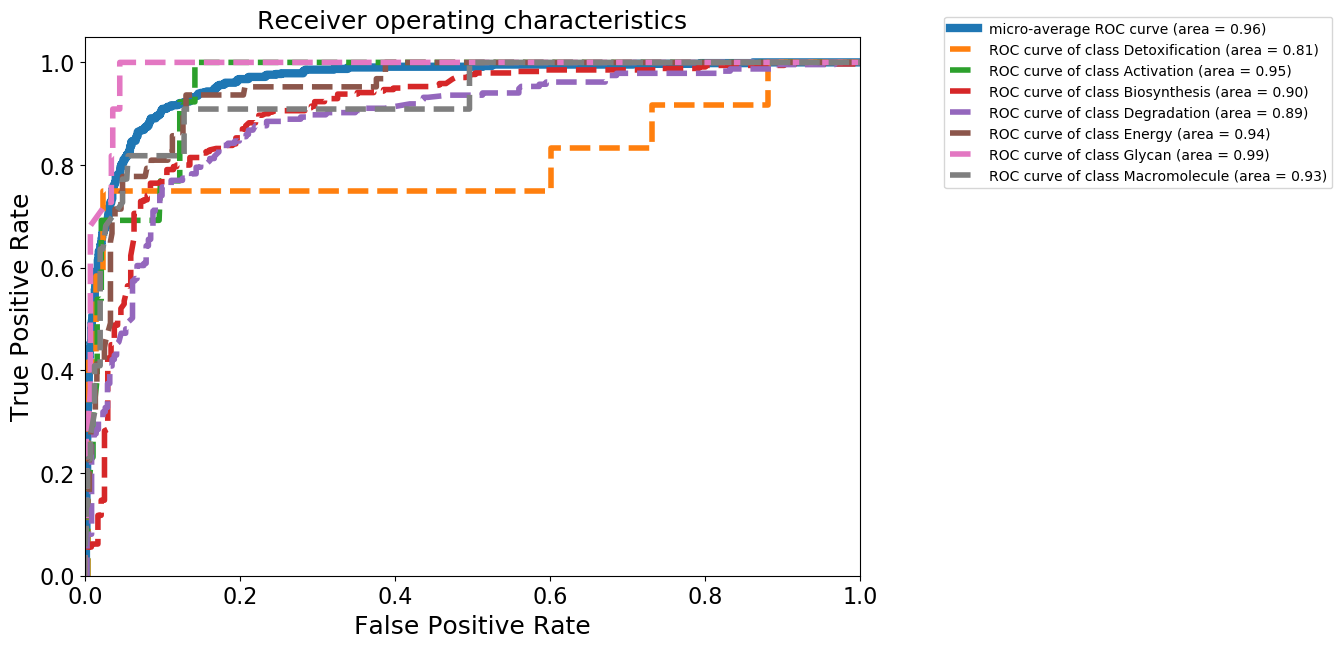 Receiver operating characteristics
micro-average ROC curve (area = 0.96)
ROC curve of class Detoxification (area = 0.81)
ROC curve of class Activation (area = 0.95)
ROC curve of class Biosynthesis (area = 0.90)
ROC curve of class Degradation (area = 0.89)
ROC curve of class Energy (area = 0.94)
ROC curve of class Glycan (area = 0.99)
ROC curve of class Macromolecule (area = 0.93)
True Positive Rate
1.0
0.8
0.6
0.4
0.2
0.0
0.0 0.2 0.4 0.6 0.8 1.0
False Positive Rate